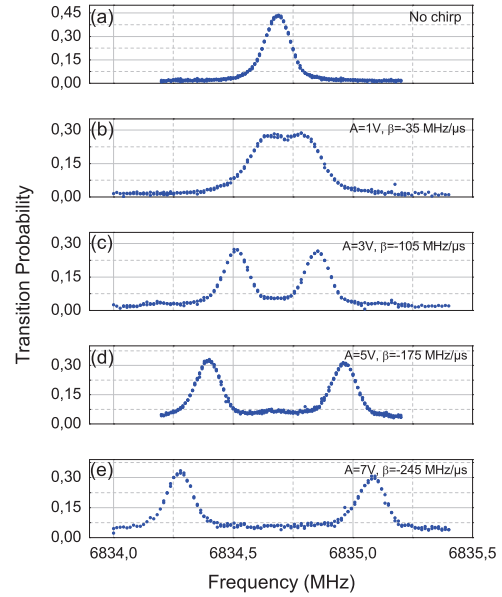 (a) No chirp
0,45
0,30
0,15
0,00
(b) A=1V, β=-35 MHz/µs
0,30
0,15
0,00
(c) A=3V, β=-105 MHz/µs
0,30
0,15
0,00
(d) A=5V, β=-175 MHz/µs
0,30
0,15
0,00
(e) A=7V, β=-245 MHz/µs
0,30
0,15
0,00
Transition Probability
6834,0 6834,5 6835,0 6835,5
Frequency (MHz)